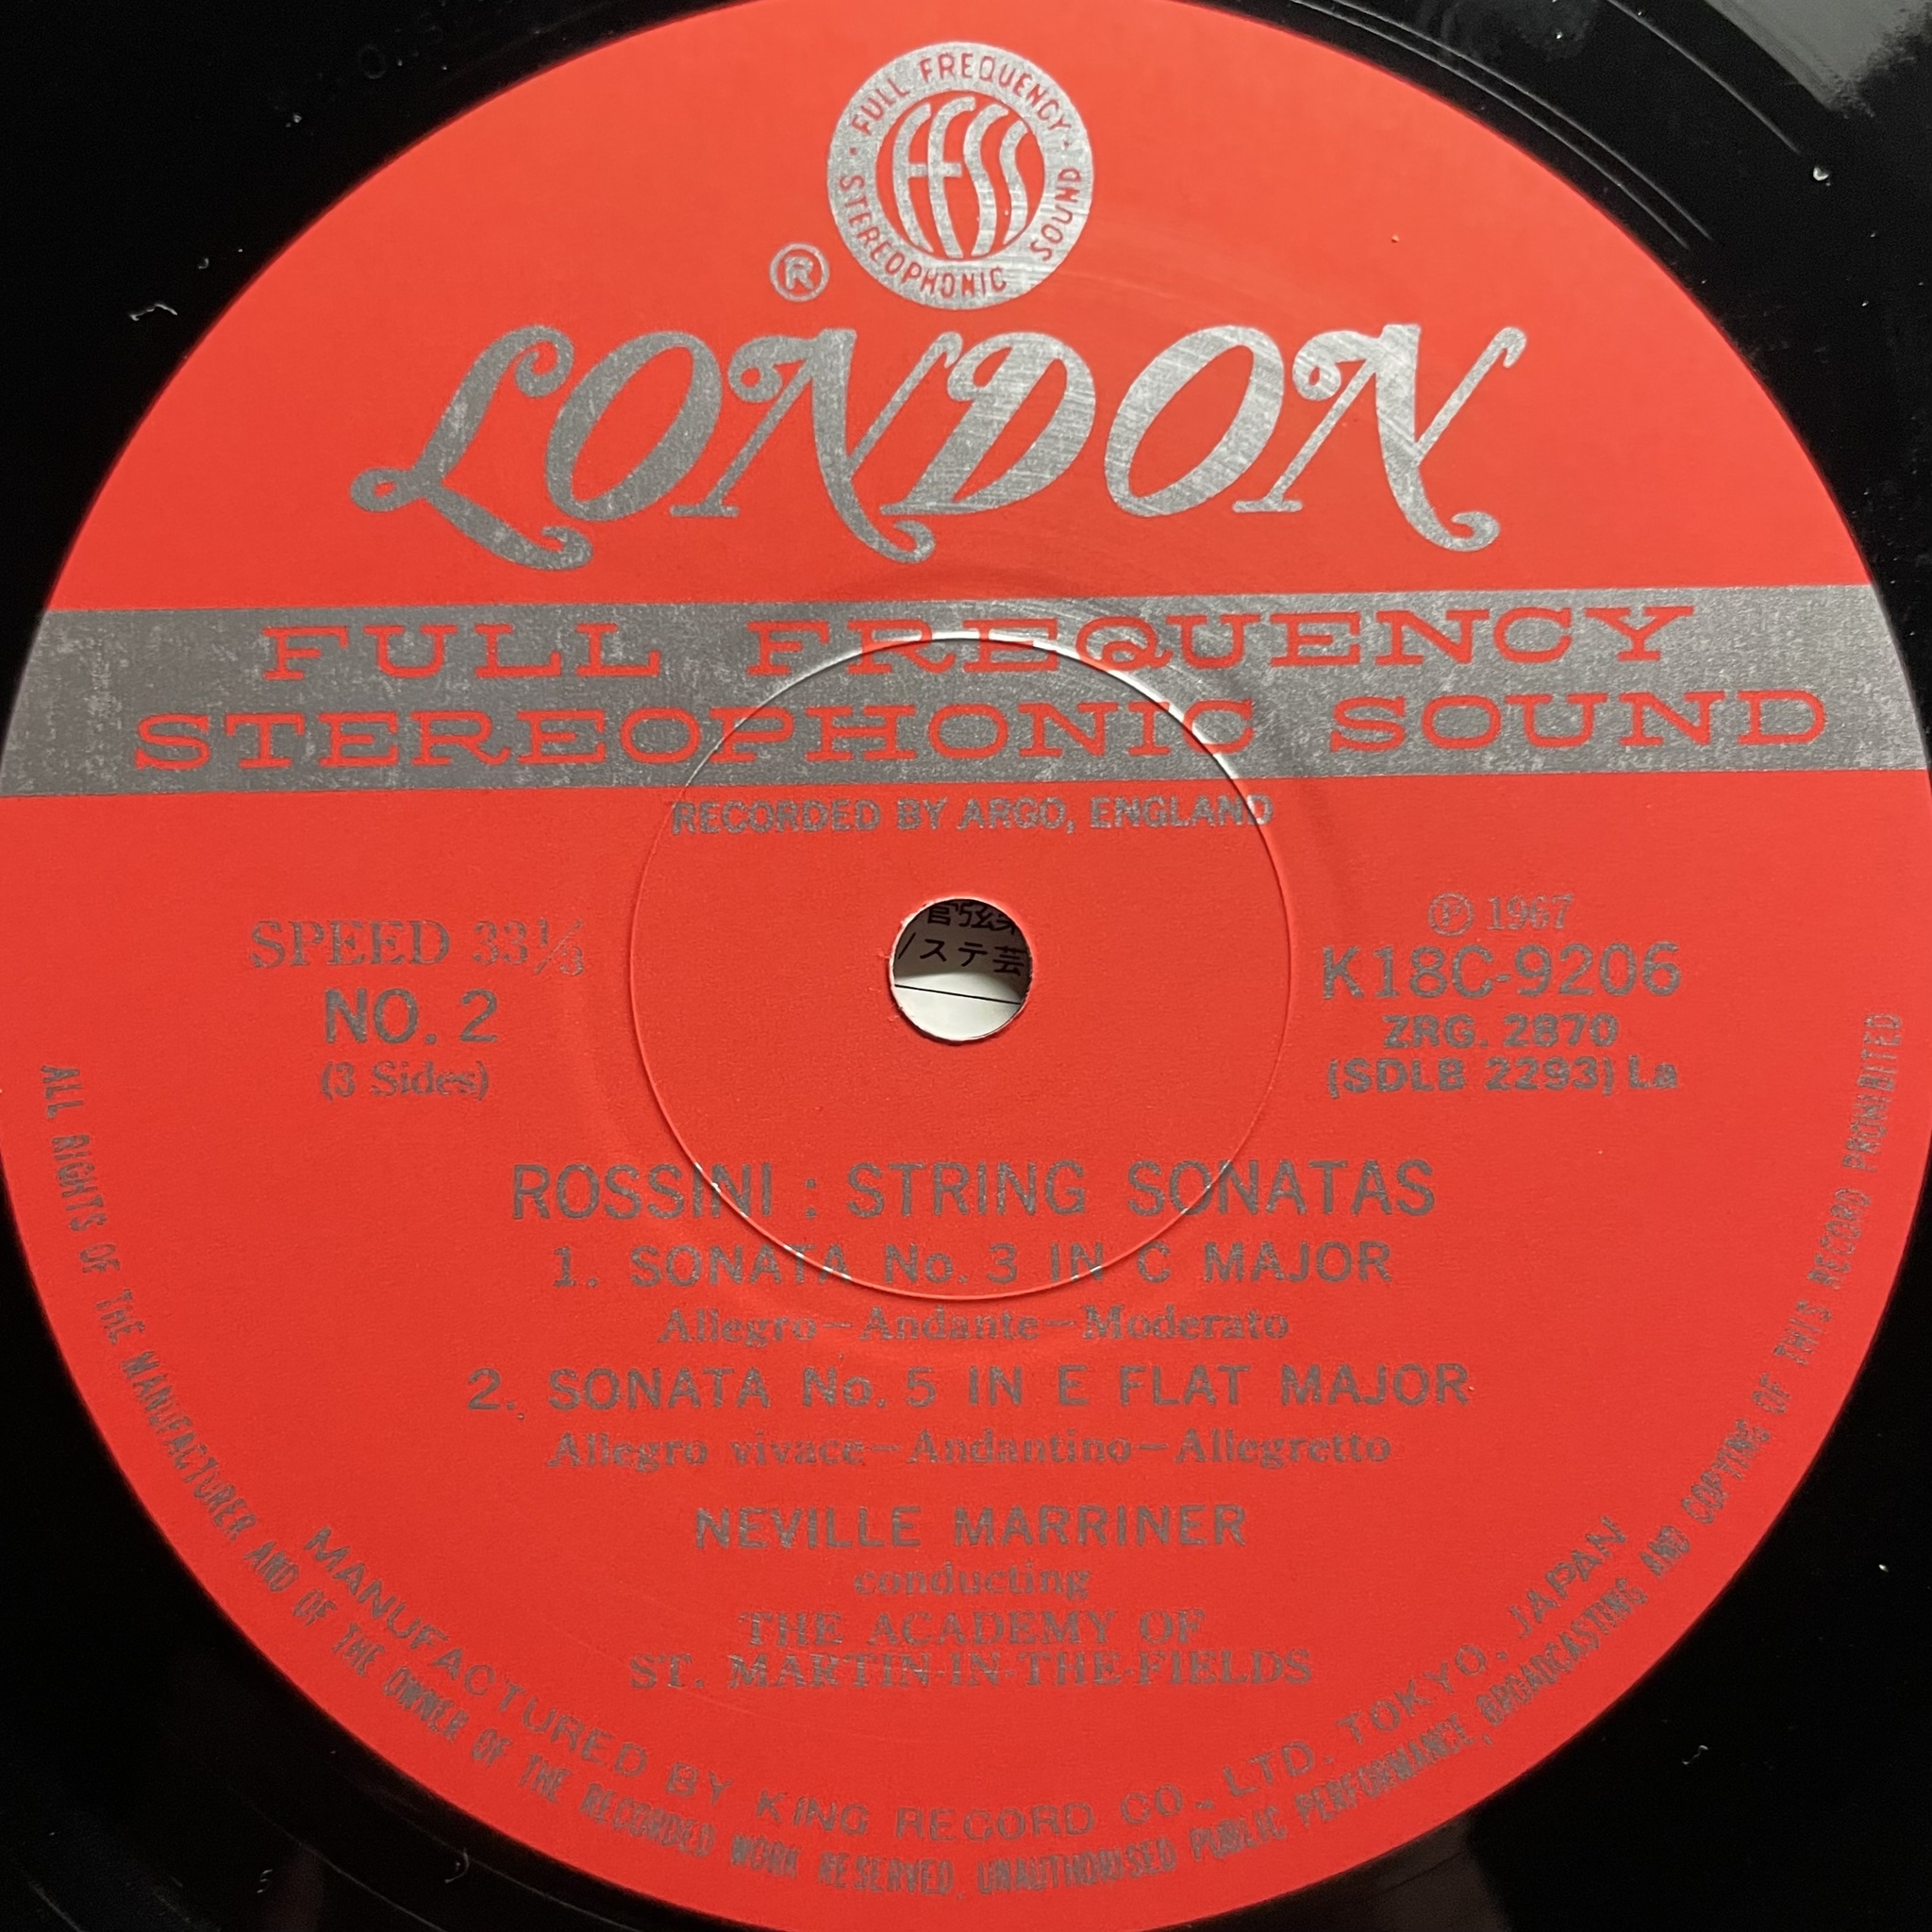 FULL FREQUENCY
STEREOPHONIC SOUND
ffss
®
LONDON
FULL FREQUENCY
STEREOPHONIC SOUND
RECORDED BY ARGO, ENGLAND
SPEED 33⅓
NO. 2
(3 Sides)
Ⓟ 1967
K18C-9206
ZRG. 2870
(SDLB 2293) La
ステ芸
ROSSINI : STRING SONATAS
1. SONATA No. 3 IN C MAJOR
Allegro—Andante—Moderato
2. SONATA No. 5 IN E FLAT MAJOR
Allegro vivace—Andantino—Allegretto
NEVILLE MARRINER
conducting
THE ACADEMY OF
ST. MARTIN-IN-THE-FIELDS
MANUFACTURED BY KING RECORD CO., LTD. TOKYO, JAPAN
ALL RIGHTS OF THE MANUFACTURER AND OF THE OWNER OF THE RECORDED WORK RESERVED. UNAUTHORISED PUBLIC PERFORMANCE, BROADCASTING AND COPYING OF THIS RECORD PROHIBITED